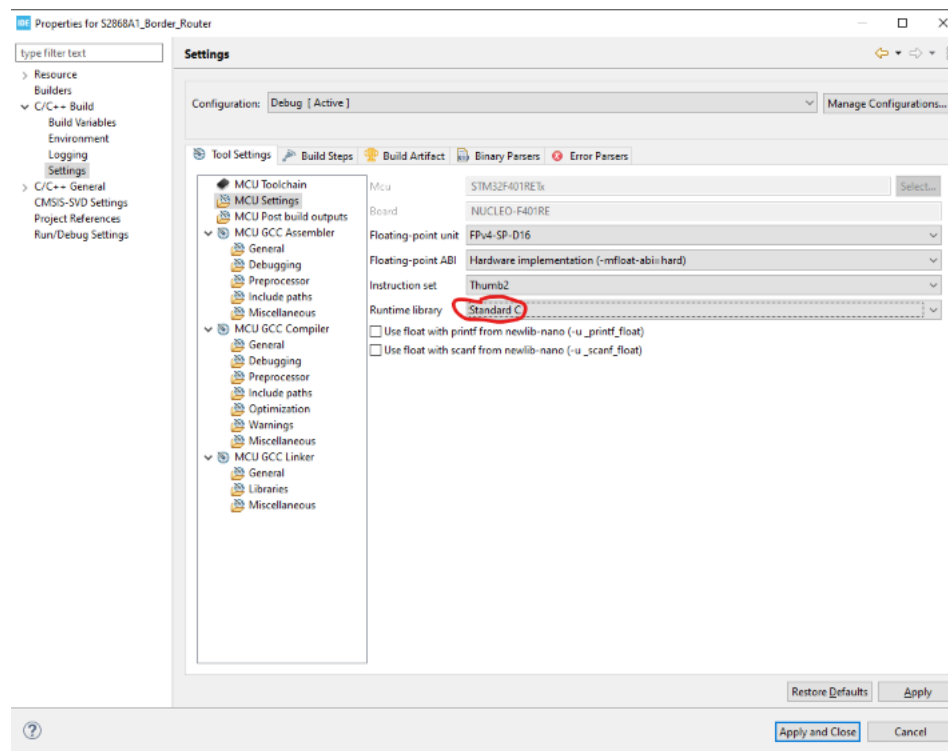 IDE Properties for S2868A1_Border_Router
type filter text
Settings
Resource
Builders
C/C++ Build
Build Variables
Environment
Logging
Settings
C/C++ General
CMSIS-SVD Settings
Project References
Run/Debug Settings
Configuration: Debug [ Active ] Manage Configurations...
Tool Settings Build Steps Build Artifact Binary Parsers Error Parsers
MCU Toolchain
MCU Settings
MCU Post build outputs
MCU GCC Assembler
General
Debugging
Preprocessor
Include paths
Miscellaneous
MCU GCC Compiler
General
Debugging
Preprocessor
Include paths
Optimization
Warnings
Miscellaneous
MCU GCC Linker
General
Libraries
Miscellaneous
Mcu STM32F401RETx Select...
Board NUCLEO-F401RE
Floating-point unit FPv4-SP-D16
Floating-point ABI Hardware implementation (-mfloat-abi=hard)
Instruction set Thumb2
Runtime library Standard C
Use float with printf from newlib-nano (-u _printf_float)
Use float with scanf from newlib-nano (-u _scanf_float)
Restore Defaults Apply
? Apply and Close Cancel